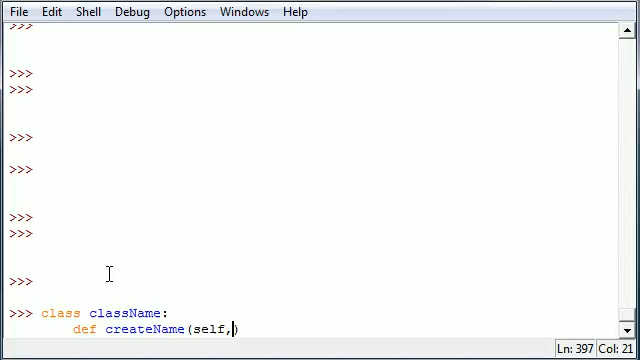 File Edit Shell Debug Options Windows Help
>>>
>>>
>>>
>>>
>>>
>>>
>>>
>>>
>>> class className:
def createName(self,)
Ln: 397 Col: 21